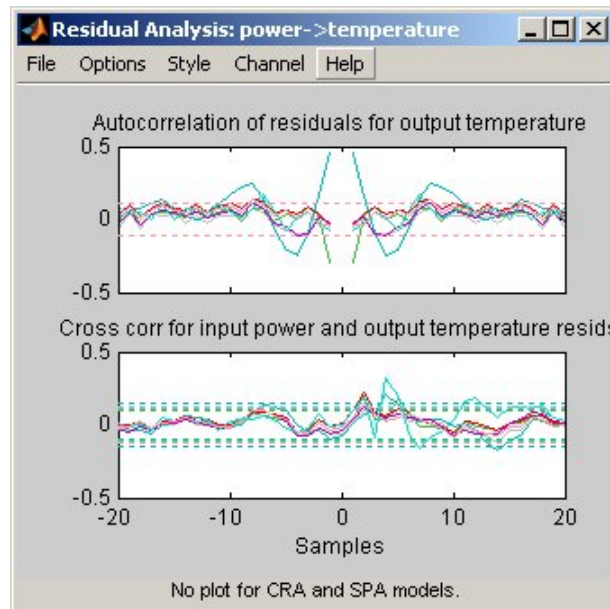 Residual Analysis: power->temperature
File Options Style Channel Help
Autocorrelation of residuals for output temperature
0.5
0
-0.5
Cross corr for input power and output temperature resids
0.5
0
-0.5
-20 -10 0 10 20
Samples
No plot for CRA and SPA models.